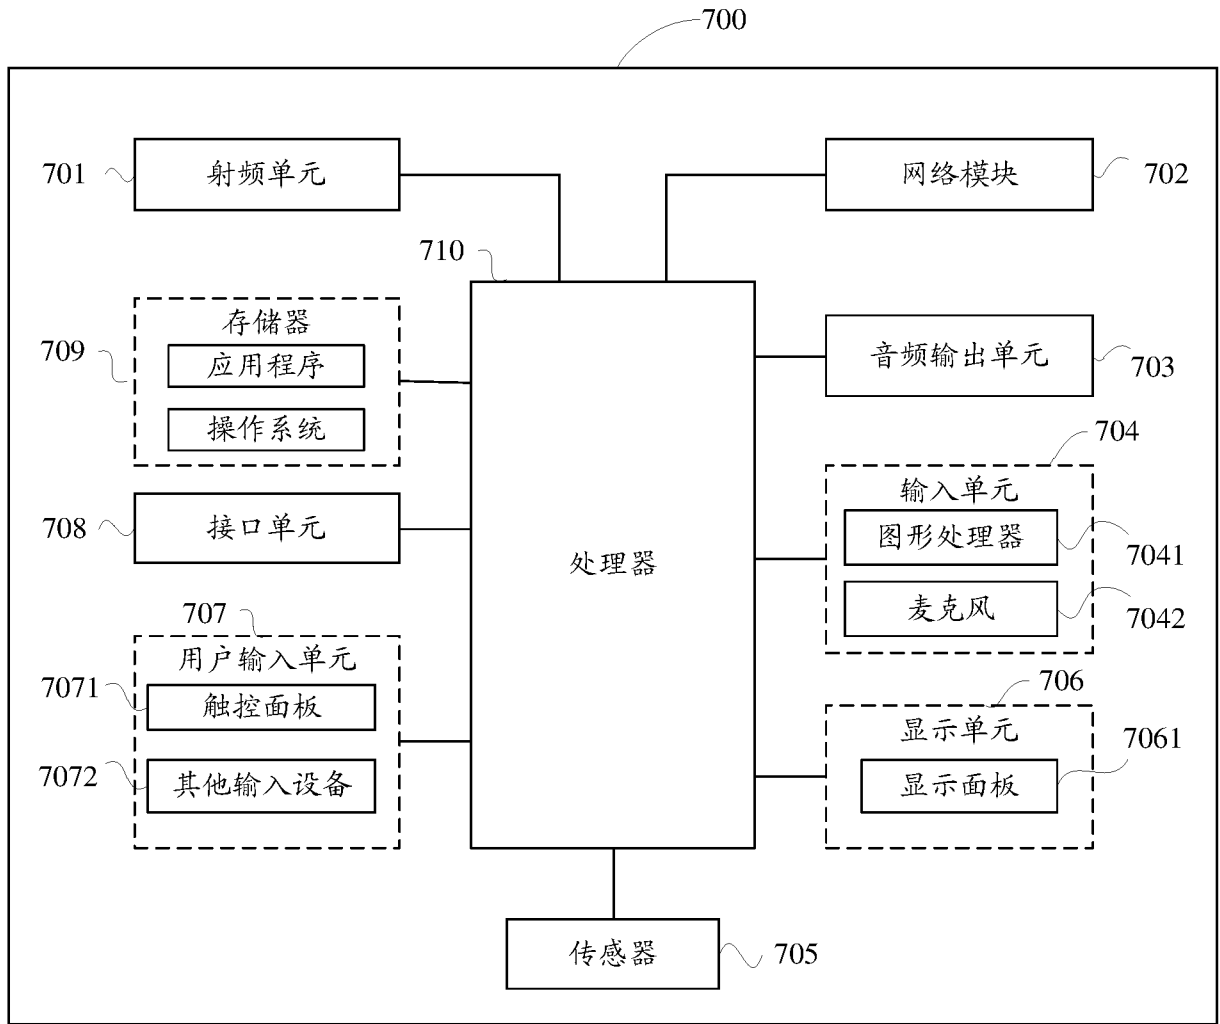 700
701
射频单元
网络模块
702
710
709
存储器
应用程序
操作系统
音频输出单元
703
704
输入单元
图形处理器
7041
麦克风
7042
708
接口单元
处理器
707
用户输入单元
7071
触控面板
7072
其他输入设备
706
显示单元
7061
显示面板
传感器
705